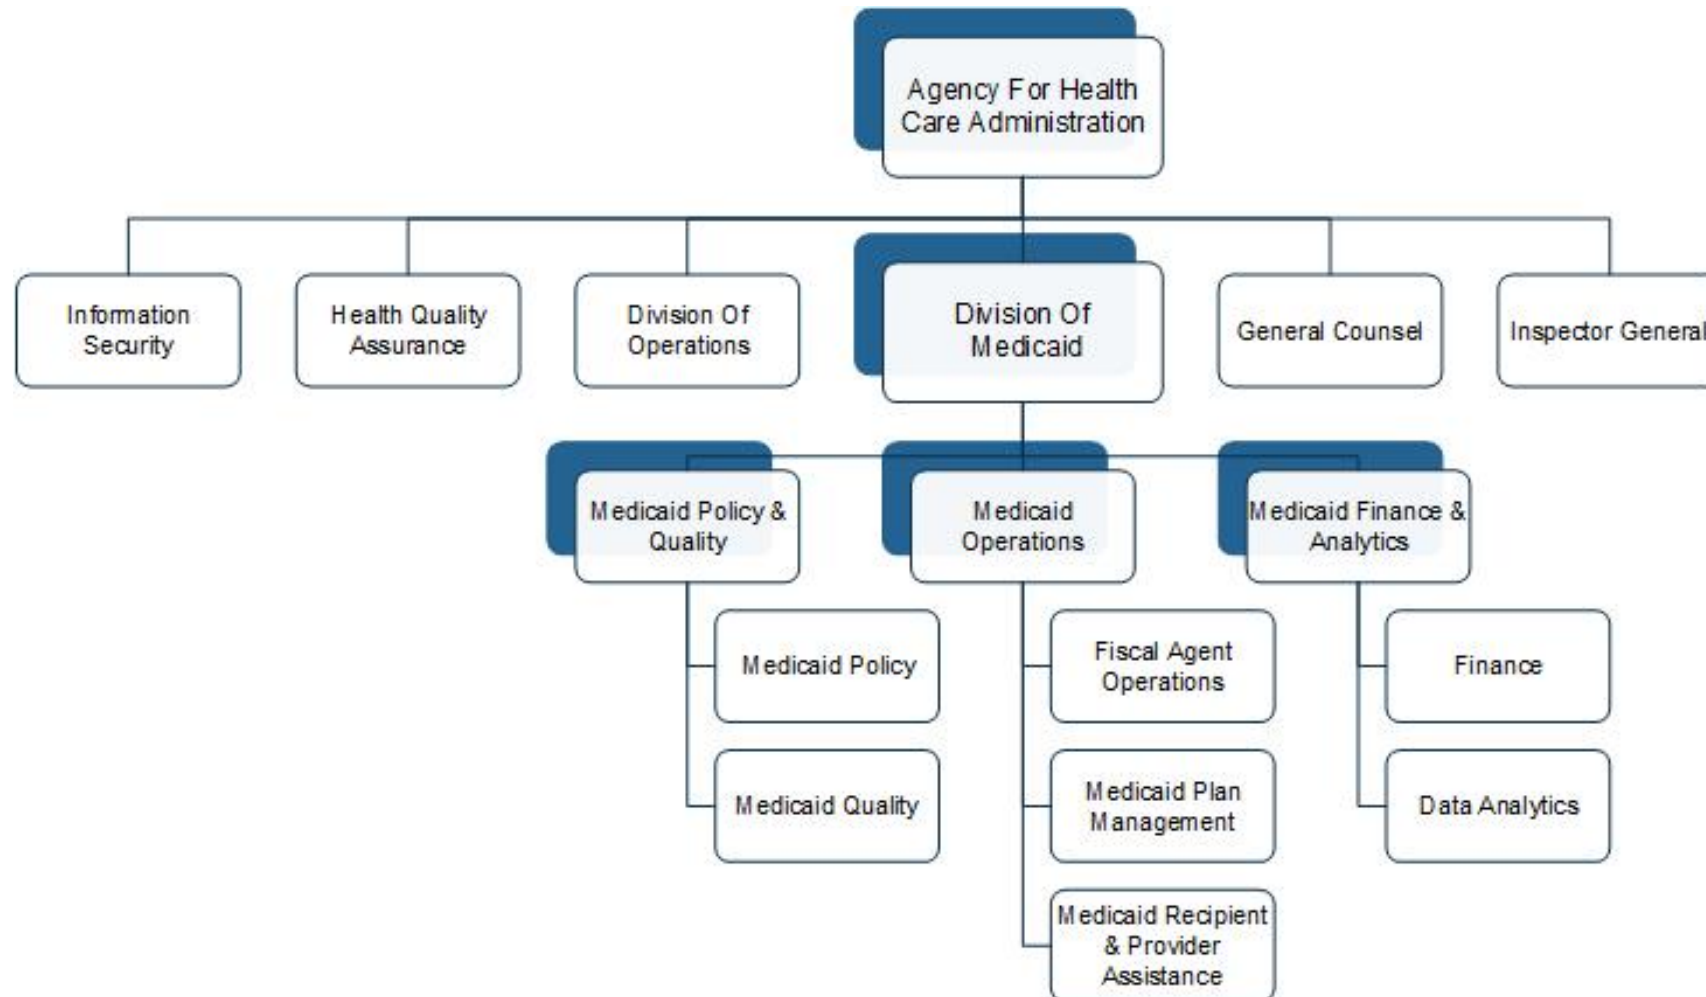 Agency For Health
Care Administration
Information
Security
Health Quality
Assurance
Division Of
Operations
Division Of
Medicaid
General Counsel
Inspector General
Medicaid Policy &
Quality
Medicaid
Operations
Medicaid Finance &
Analytics
Medicaid Policy
Fiscal Agent
Operations
Finance
Medicaid Quality
Medicaid Plan
Management
Data Analytics
Medicaid Recipient
& Provider
Assistance